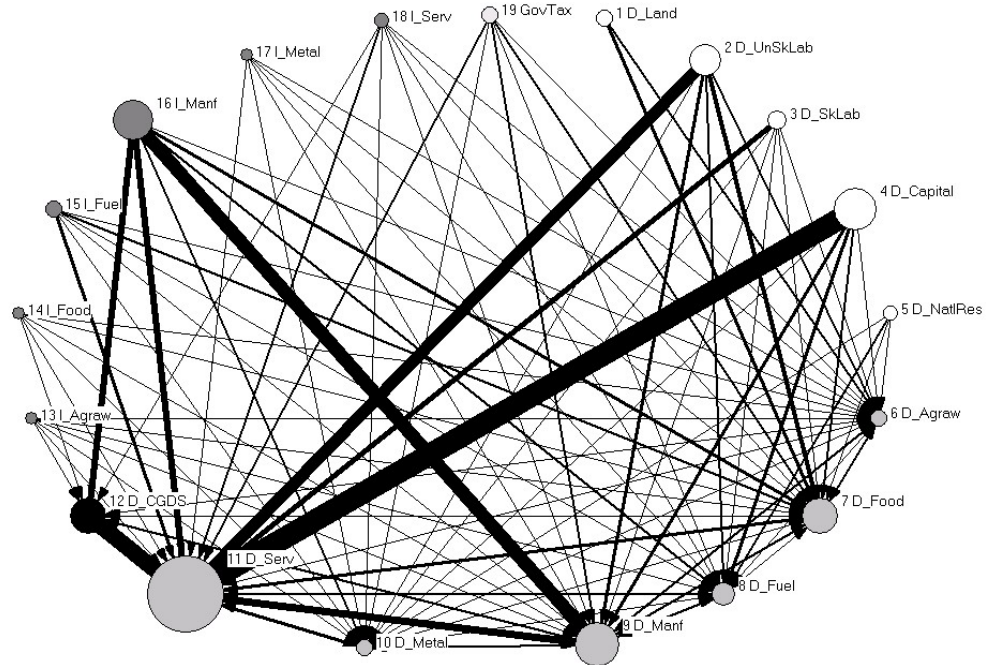 18 I_Serv
19 GovTax
1 D_Land
17 I_Metal
2 D_UnSkLab
16 I_Manf
3 D_SkLab
4 D_Capital
15 I_Fuel
14 I_Food
5 D_NatlRes
13 I_Agraw
6 D_Agraw
12 D_CGDS
7 D_Food
11 D_Serv
8 D_Fuel
9 D_Manf
10 D_Metal